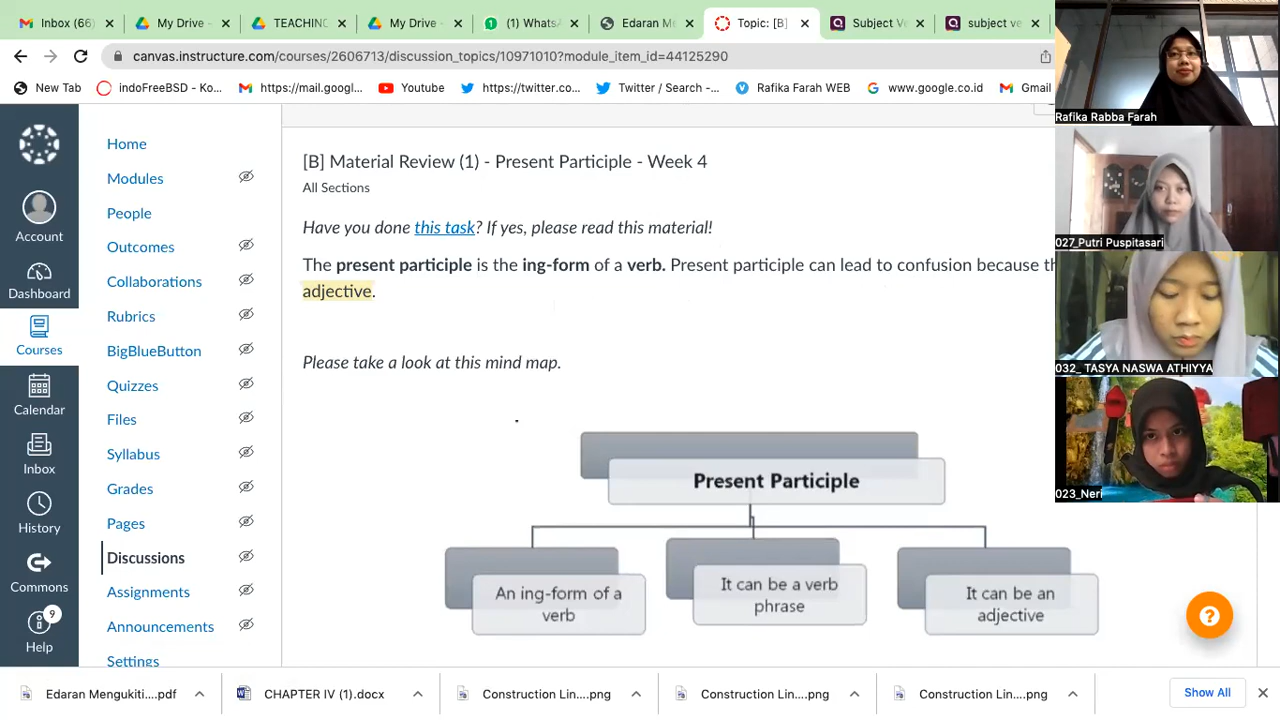 Inbox (66)
My Drive -
TEACHIN
My Drive -
(1) Whats
Edaran Me
Topic: [B]
Subject Ve
subject ve
canvas.instructure.com/courses/2606713/discussion_topics/10971010?module_item_id=44125290
New Tab
indoFreeBSD - Ko...
https://mail.googl...
Youtube
https://twitter.co...
Twitter / Search -...
Rafika Farah WEB
www.google.co.id
Gmail
Account
Dashboard
Courses
Calendar
Inbox
History
Commons
9
Help
Home
Modules
People
Outcomes
Collaborations
Rubrics
BigBlueButton
Quizzes
Files
Syllabus
Grades
Pages
Discussions
Assignments
Announcements
Settings
[B] Material Review (1) - Present Participle - Week 4
All Sections
Have you done this task? If yes, please read this material!
The present participle is the ing-form of a verb. Present participle can lead to confusion because th
adjective.
Please take a look at this mind map.
Present Participle
An ing-form of a
verb
It can be a verb
phrase
It can be an
adjective
Rafika Rabba Farah
027_Putri Puspitasari
032_ TASYA NASWA ATHIYYA
023_Neri
?
Edaran Mengukiti....pdf
CHAPTER IV (1).docx
Construction Lin....png
Construction Lin....png
Construction Lin....png
Show All